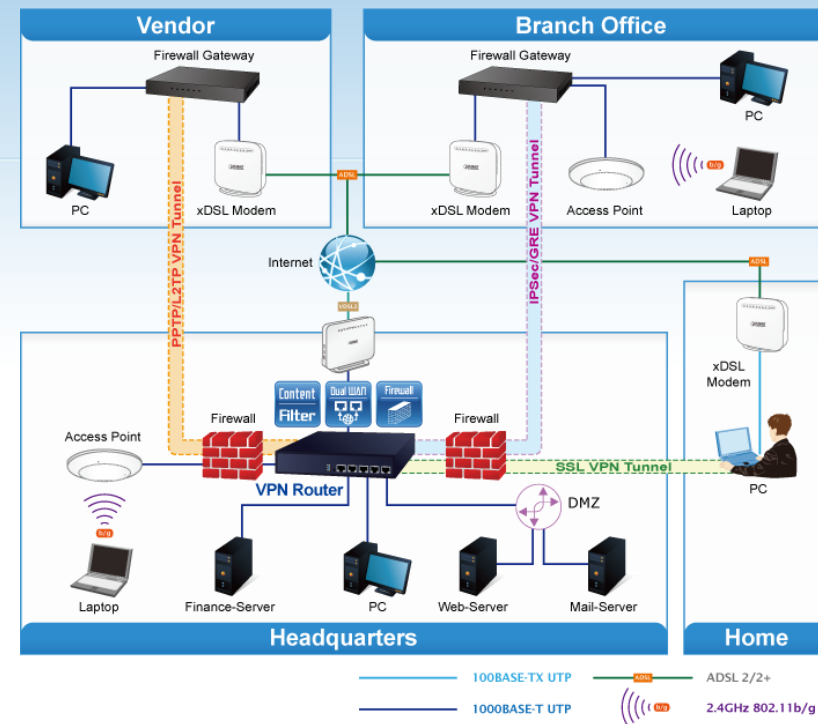 Vendor
Branch Office
Firewall Gateway
Firewall Gateway
PC
ADSL
b/g
PC
xDSL Modem
xDSL Modem
Access Point
Laptop
PPTP/L2TP VPN Tunnel
IPSec/GRE VPN Tunnel
Internet
ADSL
VDSL2
xDSL
Modem
Content
Filter
Dual WAN
Firewall
Firewall
Firewall
Access Point
SSL VPN Tunnel
VPN Router
PC
DMZ
b/g
Laptop
Finance-Server
PC
Web-Server
Mail-Server
Headquarters
Home
100BASE-TX UTP
ADSL
ADSL 2/2+
1000BASE-T UTP
b/g
2.4GHz 802.11b/g